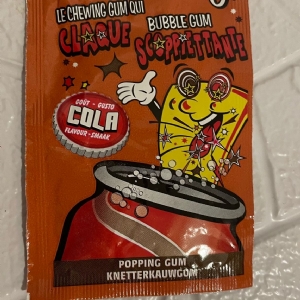 LE CHEWING GUM QUI
CLAQUE
BUBBLE GUM
SCOPPIETTANTE
GOÛT - GUSTO
COLA
FLAVOUR - SMAAK
POPPING GUM
KNETTERKAUWGOM